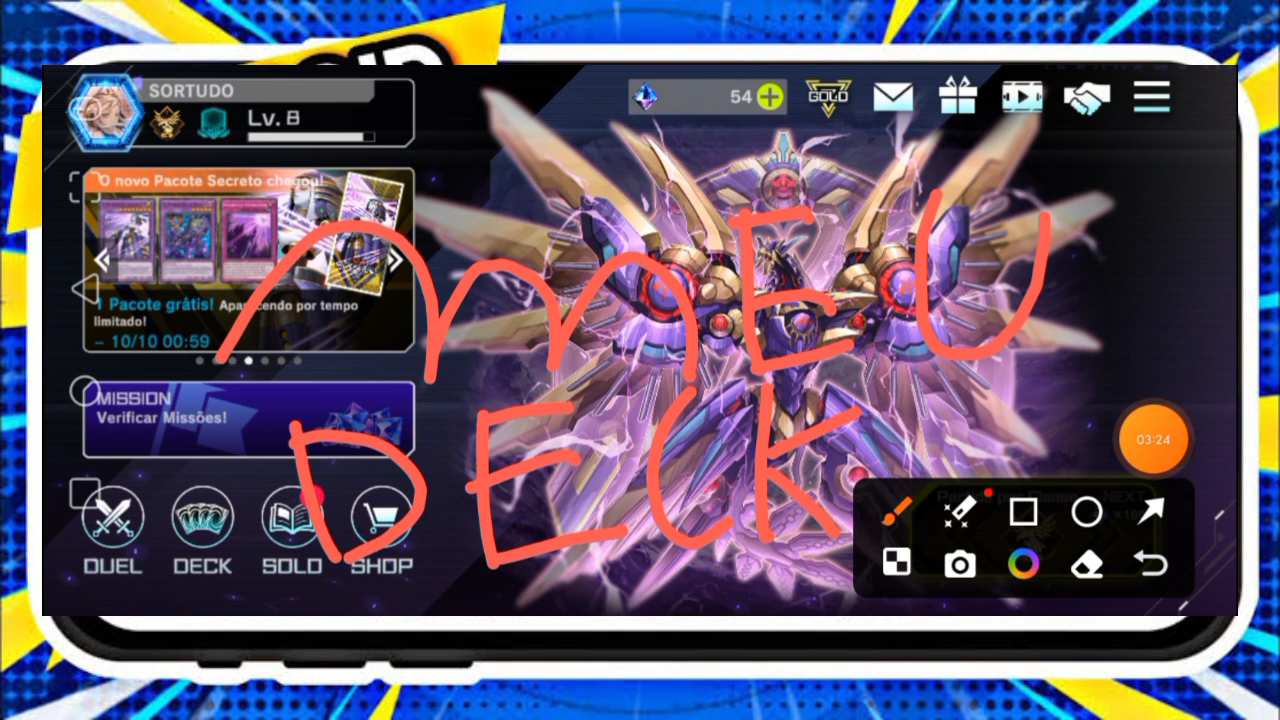 SORTUDO
Lv. 8
54
GOLD
O novo Pacote Secreto chegou!
1 Pacote grátis! Aparecendo por tempo
limitado!
– 10/10 00:59
MISSION
Verificar Missões!
MEU
DECK
03:24
NEXT
DUEL
DECK
SOLO
SHOP